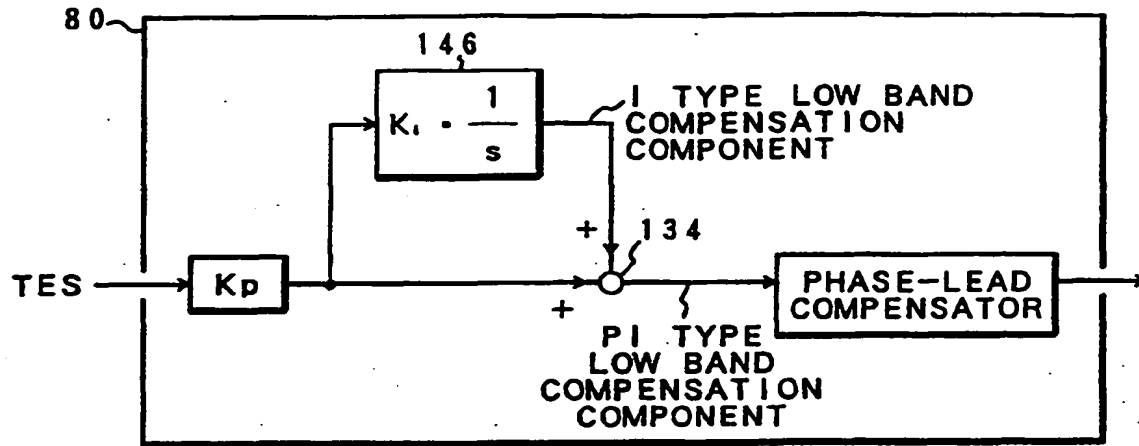 80
146
Ki · 1
s
I TYPE LOW BAND
COMPENSATION
COMPONENT
+
134
TES
Kp
+
PHASE-LEAD
COMPENSATOR
PI TYPE
LOW BAND
COMPENSATION
COMPONENT